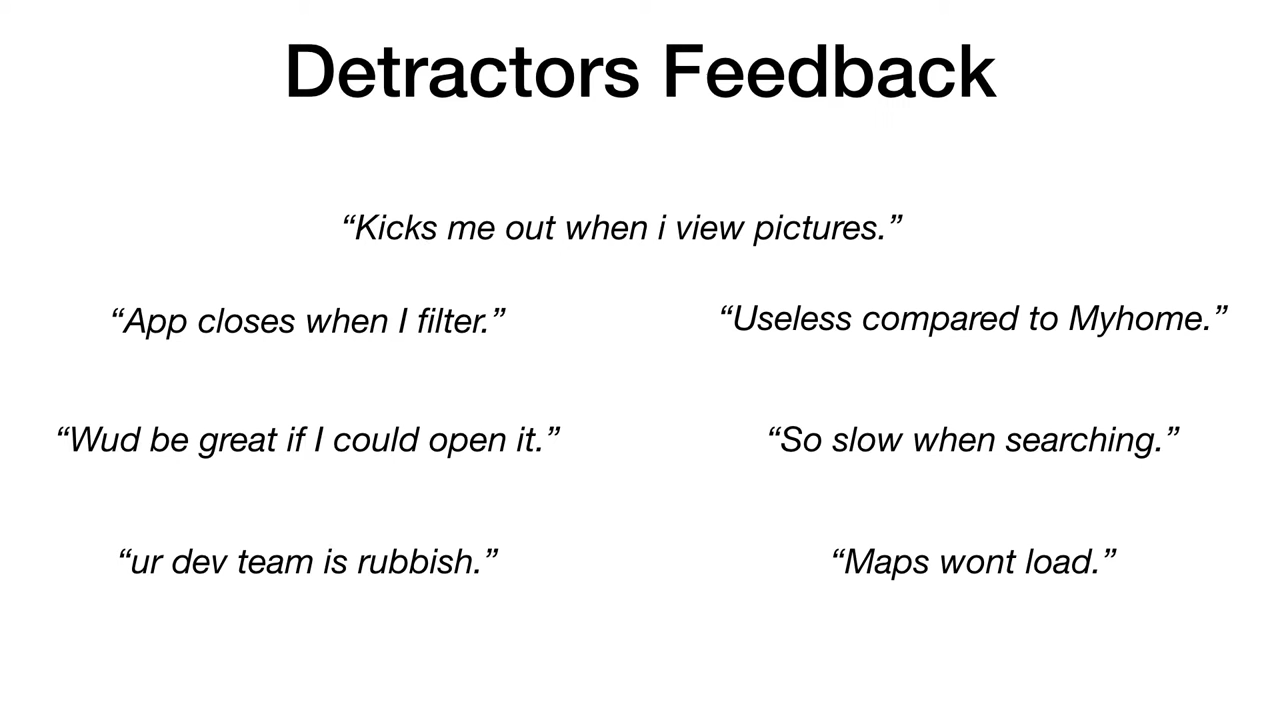 Detractors Feedback
“Kicks me out when i view pictures.”
“App closes when I filter.”
“Useless compared to Myhome.”
“Wud be great if I could open it.”
“So slow when searching.”
“ur dev team is rubbish.”
“Maps wont load.”